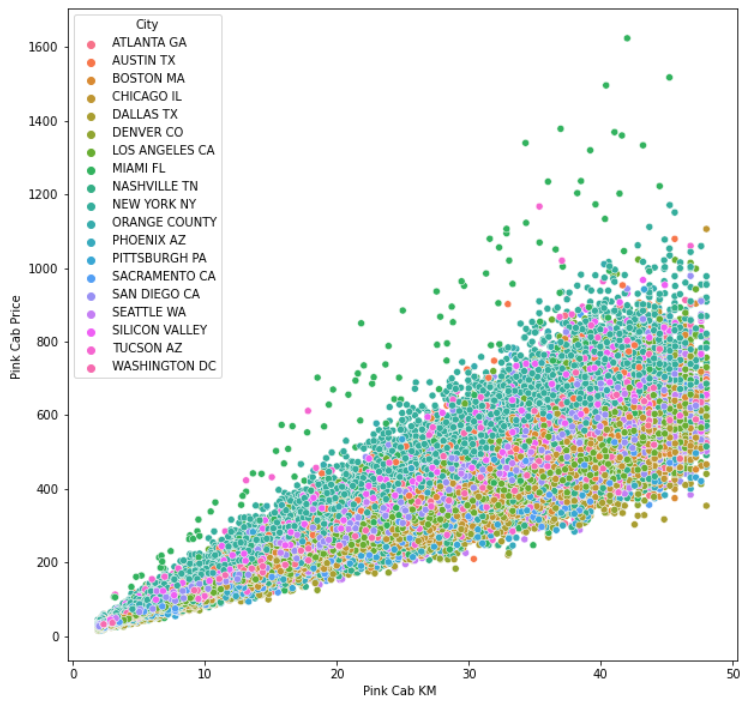 City
ATLANTA GA
AUSTIN TX
BOSTON MA
CHICAGO IL
DALLAS TX
DENVER CO
LOS ANGELES CA
MIAMI FL
NASHVILLE TN
NEW YORK NY
ORANGE COUNTY
PHOENIX AZ
PITTSBURGH PA
SACRAMENTO CA
SAN DIEGO CA
SEATTLE WA
SILICON VALLEY
TUCSON AZ
WASHINGTON DC
Pink Cab Price
1600
1400
1200
1000
800
600
400
200
0
0 10 20 30 40 50
Pink Cab KM